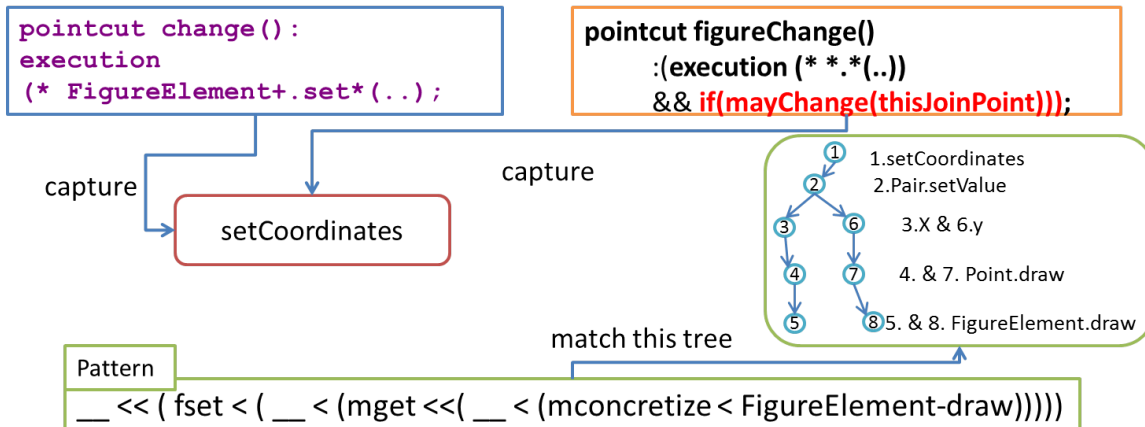 pointcut change():
execution
(* FigureElement+.set*(..);
pointcut figureChange()
:(execution (* *.*(..))
&& if(mayChange(thisJoinPoint)));
capture
capture
setCoordinates
1
1.setCoordinates
2
2.Pair.setValue
3
6
3.X & 6.y
4
7
4. & 7. Point.draw
5
8
5. & 8. FigureElement.draw
match this tree
Pattern
__ << ( fset < ( __ < (mget <<( __ < (mconcretize < FigureElement-draw)))))